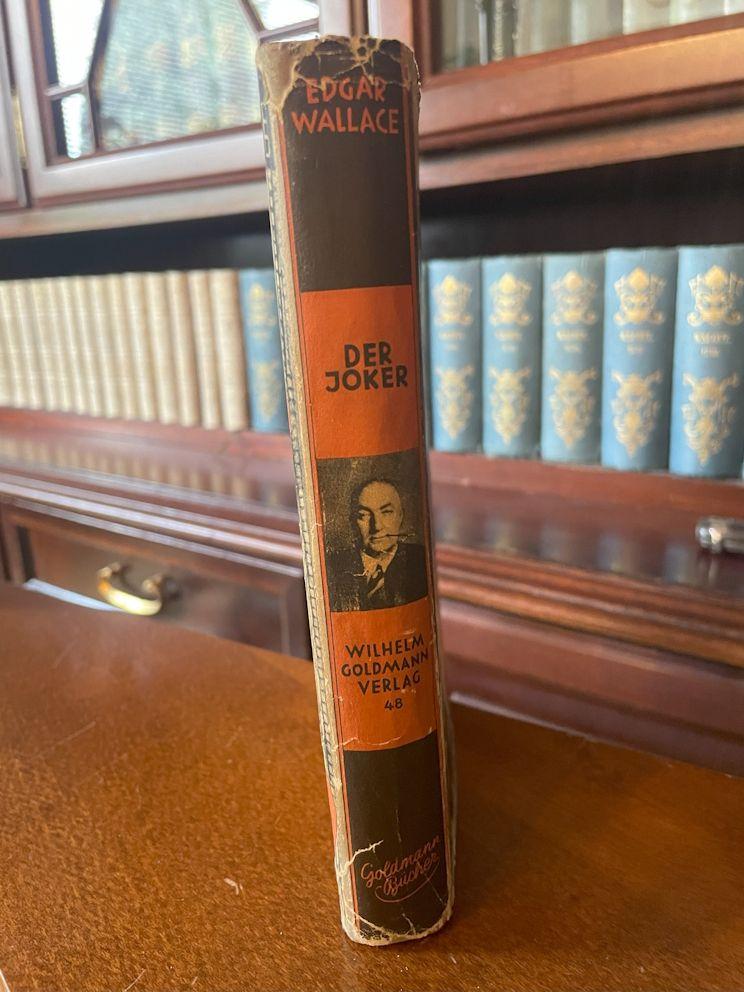 EDGAR
WALLACE
DER
JOKER
WILHELM
GOLDMANN
VERLAG
48
Goldmann
Bücher